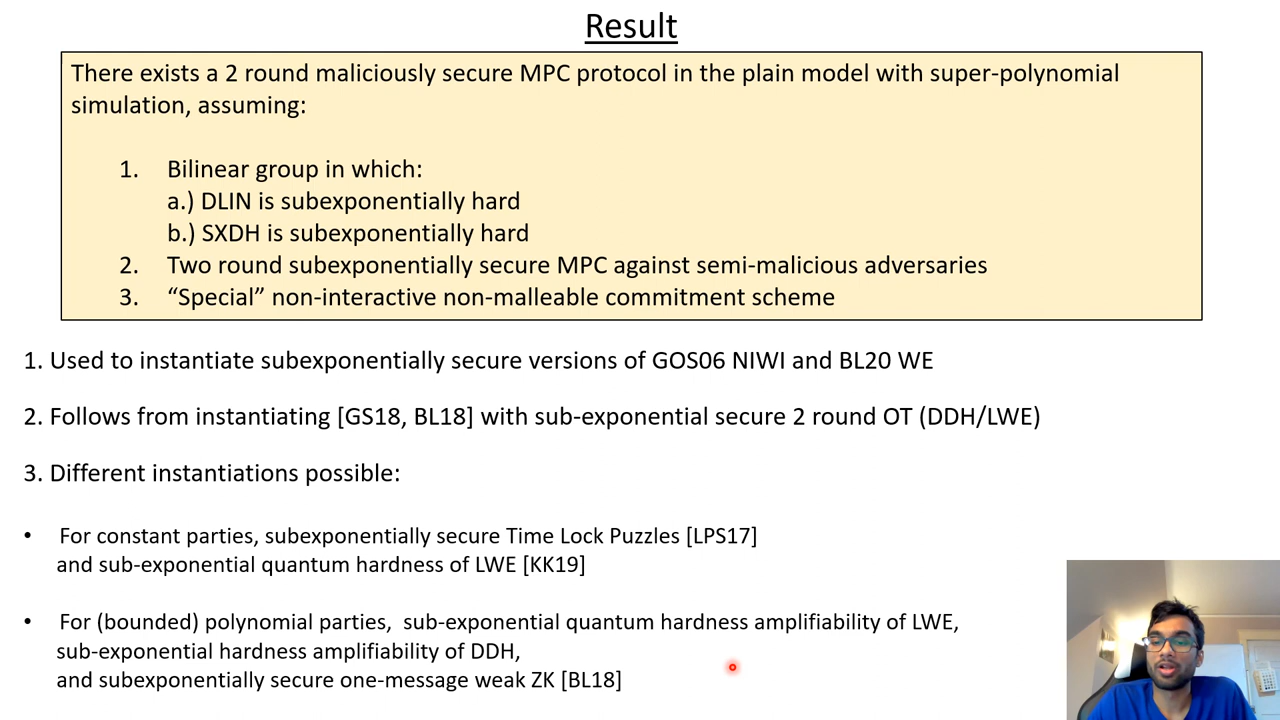 Result
There exists a 2 round maliciously secure MPC protocol in the plain model with super-polynomial
simulation, assuming:
1. Bilinear group in which:
a.) DLIN is subexponentially hard
b.) SXDH is subexponentially hard
2. Two round subexponentially secure MPC against semi-malicious adversaries
3. “Special” non-interactive non-malleable commitment scheme
1. Used to instantiate subexponentially secure versions of GOS06 NIWI and BL20 WE
2. Follows from instantiating [GS18, BL18] with sub-exponential secure 2 round OT (DDH/LWE)
3. Different instantiations possible:
• For constant parties, subexponentially secure Time Lock Puzzles [LPS17]
and sub-exponential quantum hardness of LWE [KK19]
• For (bounded) polynomial parties, sub-exponential quantum hardness amplifiability of LWE,
sub-exponential hardness amplifiability of DDH,
and subexponentially secure one-message weak ZK [BL18]